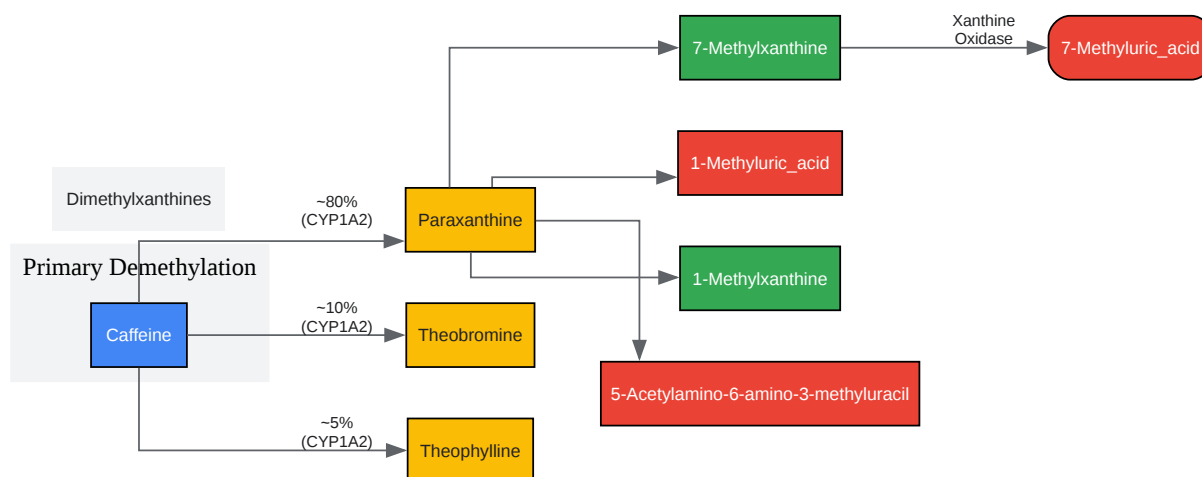 7-Methylxanthine
Xanthine
Oxidase
7-Methyluric_acid
1-Methyluric_acid
Dimethylxanthines
~80%
(CYP1A2)
Paraxanthine
Primary Demethylation
1-Methylxanthine
Caffeine
~10%
(CYP1A2)
Theobromine
5-Acetylamino-6-amino-3-methyluracil
~5%
(CYP1A2)
Theophylline